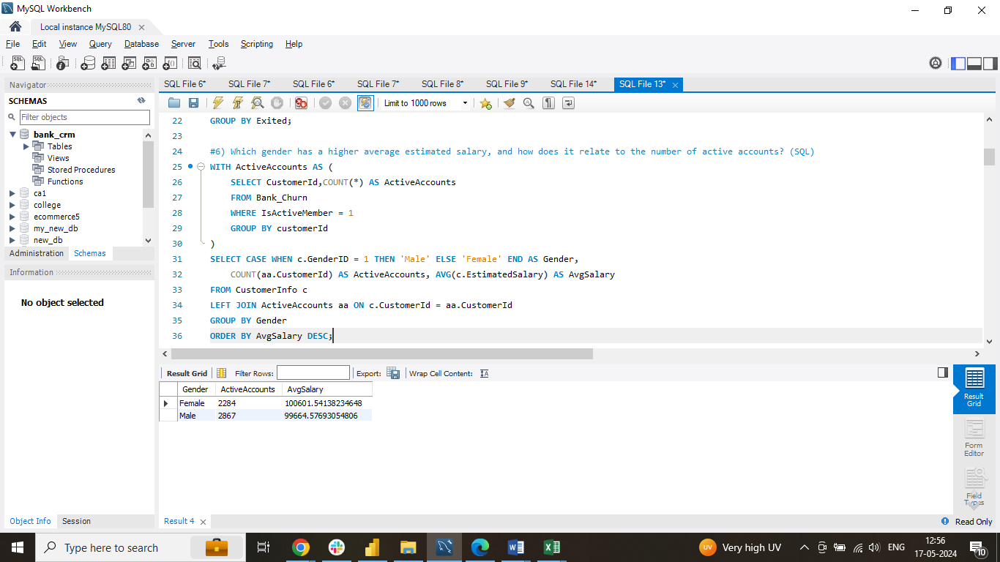 MySQL Workbench
Local instance MySQL80
File Edit View Query Database Server Tools Scripting Help
Navigator
SCHEMAS
Filter objects
bank_crm
Tables
Views
Stored Procedures
Functions
ca1
college
ecommerce5
my_new_db
new_db
Administration Schemas
Information
No object selected
Object Info Session
SQL File 6* SQL File 7* SQL File 6* SQL File 7* SQL File 8* SQL File 9* SQL File 14* SQL File 13*
Limit to 1000 rows
22 GROUP BY Exited;
23
24 #6) Which gender has a higher average estimated salary, and how does it relate to the number of active accounts? (SQL)
25 WITH ActiveAccounts AS (
26 SELECT CustomerId,COUNT(*) AS ActiveAccounts
27 FROM Bank_Churn
28 WHERE IsActiveMember = 1
29 GROUP BY customerId
30 )
31 SELECT CASE WHEN c.GenderID = 1 THEN 'Male' ELSE 'Female' END AS Gender,
32 COUNT(aa.CustomerId) AS ActiveAccounts, AVG(c.EstimatedSalary) AS AvgSalary
33 FROM CustomerInfo c
34 LEFT JOIN ActiveAccounts aa ON c.CustomerId = aa.CustomerId
35 GROUP BY Gender
36 ORDER BY AvgSalary DESC;
Result Grid Filter Rows: Export: Wrap Cell Content:
Gender ActiveAccounts AvgSalary
Female 2284 100601.54138234648
Male 2867 99664.57693054806
Result
Grid
Form
Editor
Field
Types
Result 4
Read Only
Type here to search
UV Very high UV
ENG
12:56
17-05-2024
10